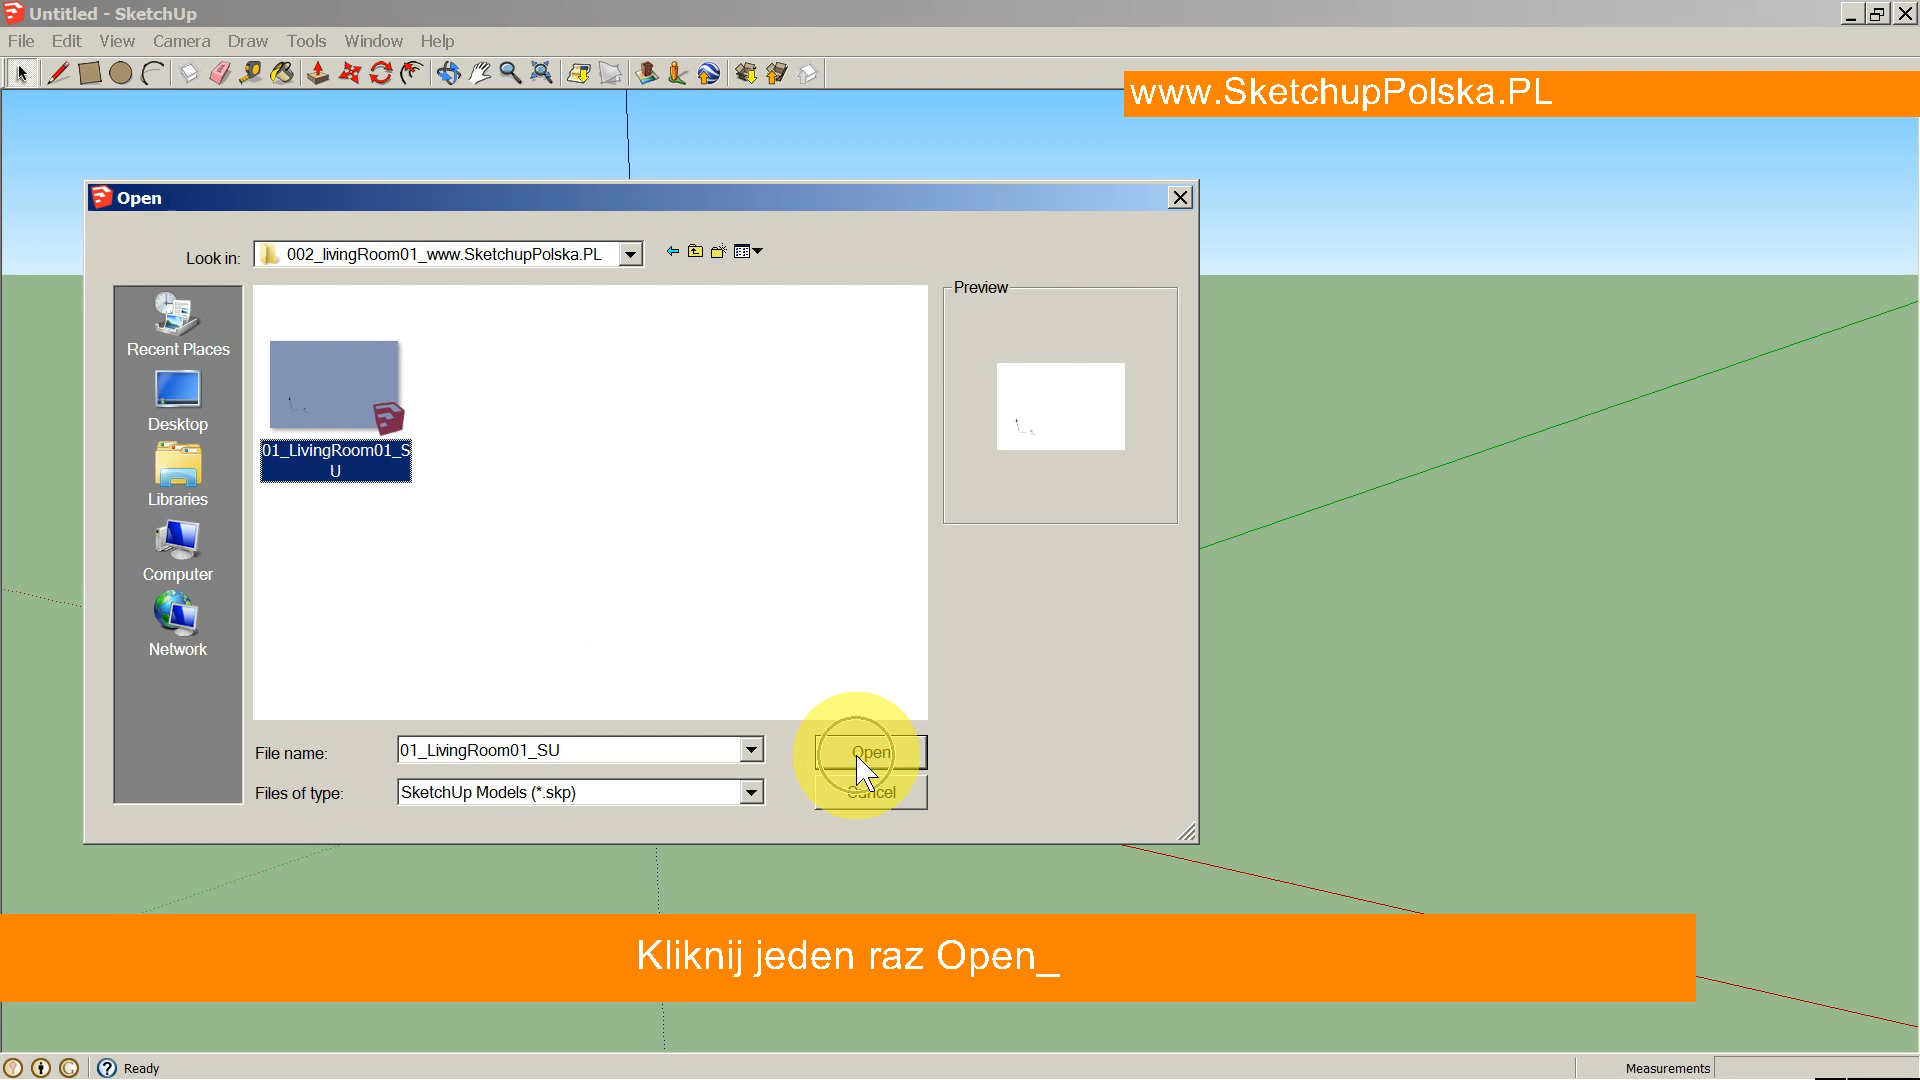 Untitled - SketchUp
File Edit View Camera Draw Tools Window Help
www.SketchupPolska.PL
Open
Look in: 002_livingRoom01_www.SketchupPolska.PL
Preview
Recent Places
Desktop
Libraries
Computer
Network
01_LivingRoom01_S
U
File name: 01_LivingRoom01_SU
Open
Files of type: SketchUp Models (*.skp)
Cancel
Kliknij jeden raz Open_
Ready
Measurements